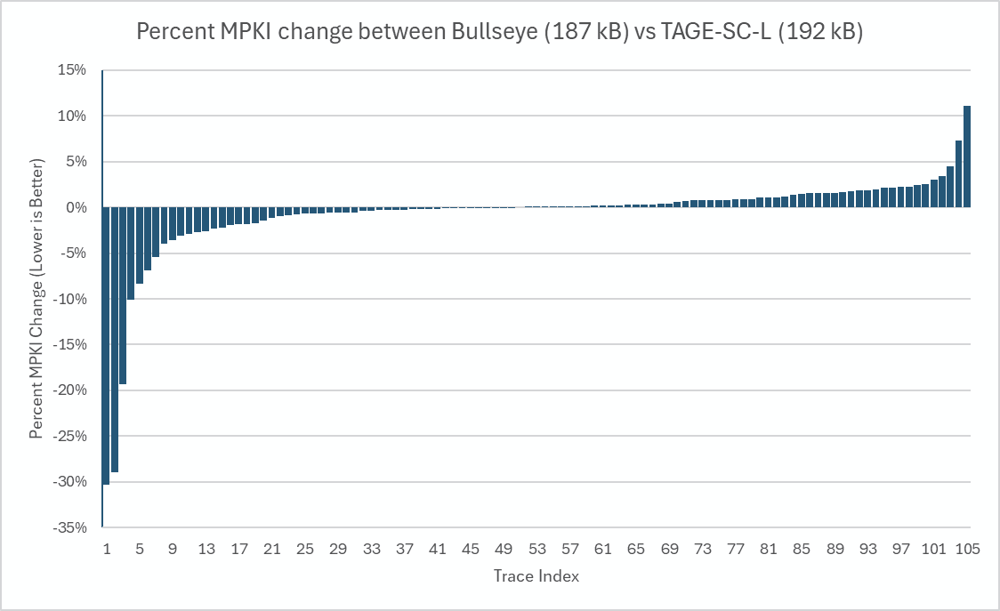 Percent MPKI change between Bullseye (187 kB) vs TAGE-SC-L (192 kB)
15%
10%
5%
0%
-5%
-10%
-15%
-20%
-25%
-30%
-35%
Percent MPKI Change (Lower is Better)
1 5 9 13 17 21 25 29 33 37 41 45 49 53 57 61 65 69 73 77 81 85 89 93 97 101 105
Trace Index